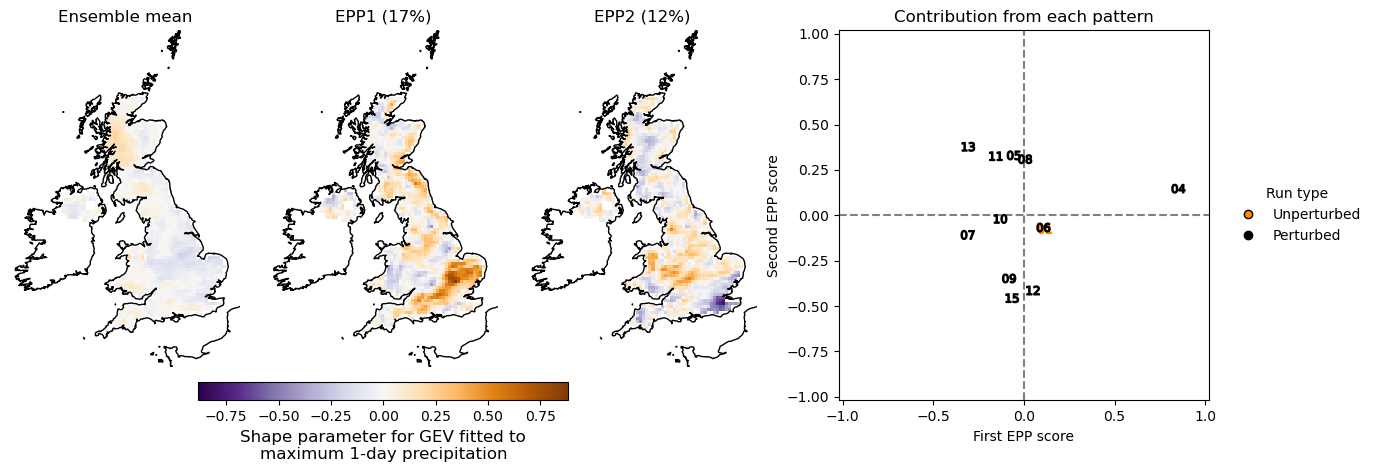 Ensemble mean
EPP1 (17%)
EPP2 (12%)
−0.75 −0.50 −0.25 0.00 0.25 0.50 0.75
Shape parameter for GEV fitted to
maximum 1-day precipitation
Contribution from each pattern
1.00
0.75
0.50
0.25
0.00
−0.25
−0.50
−0.75
−1.00
Second EPP score
13
11
05
08
04
10
06
07
09
12
15
−1.0 −0.5 0.0 0.5 1.0
First EPP score
Run type
Unperturbed
Perturbed